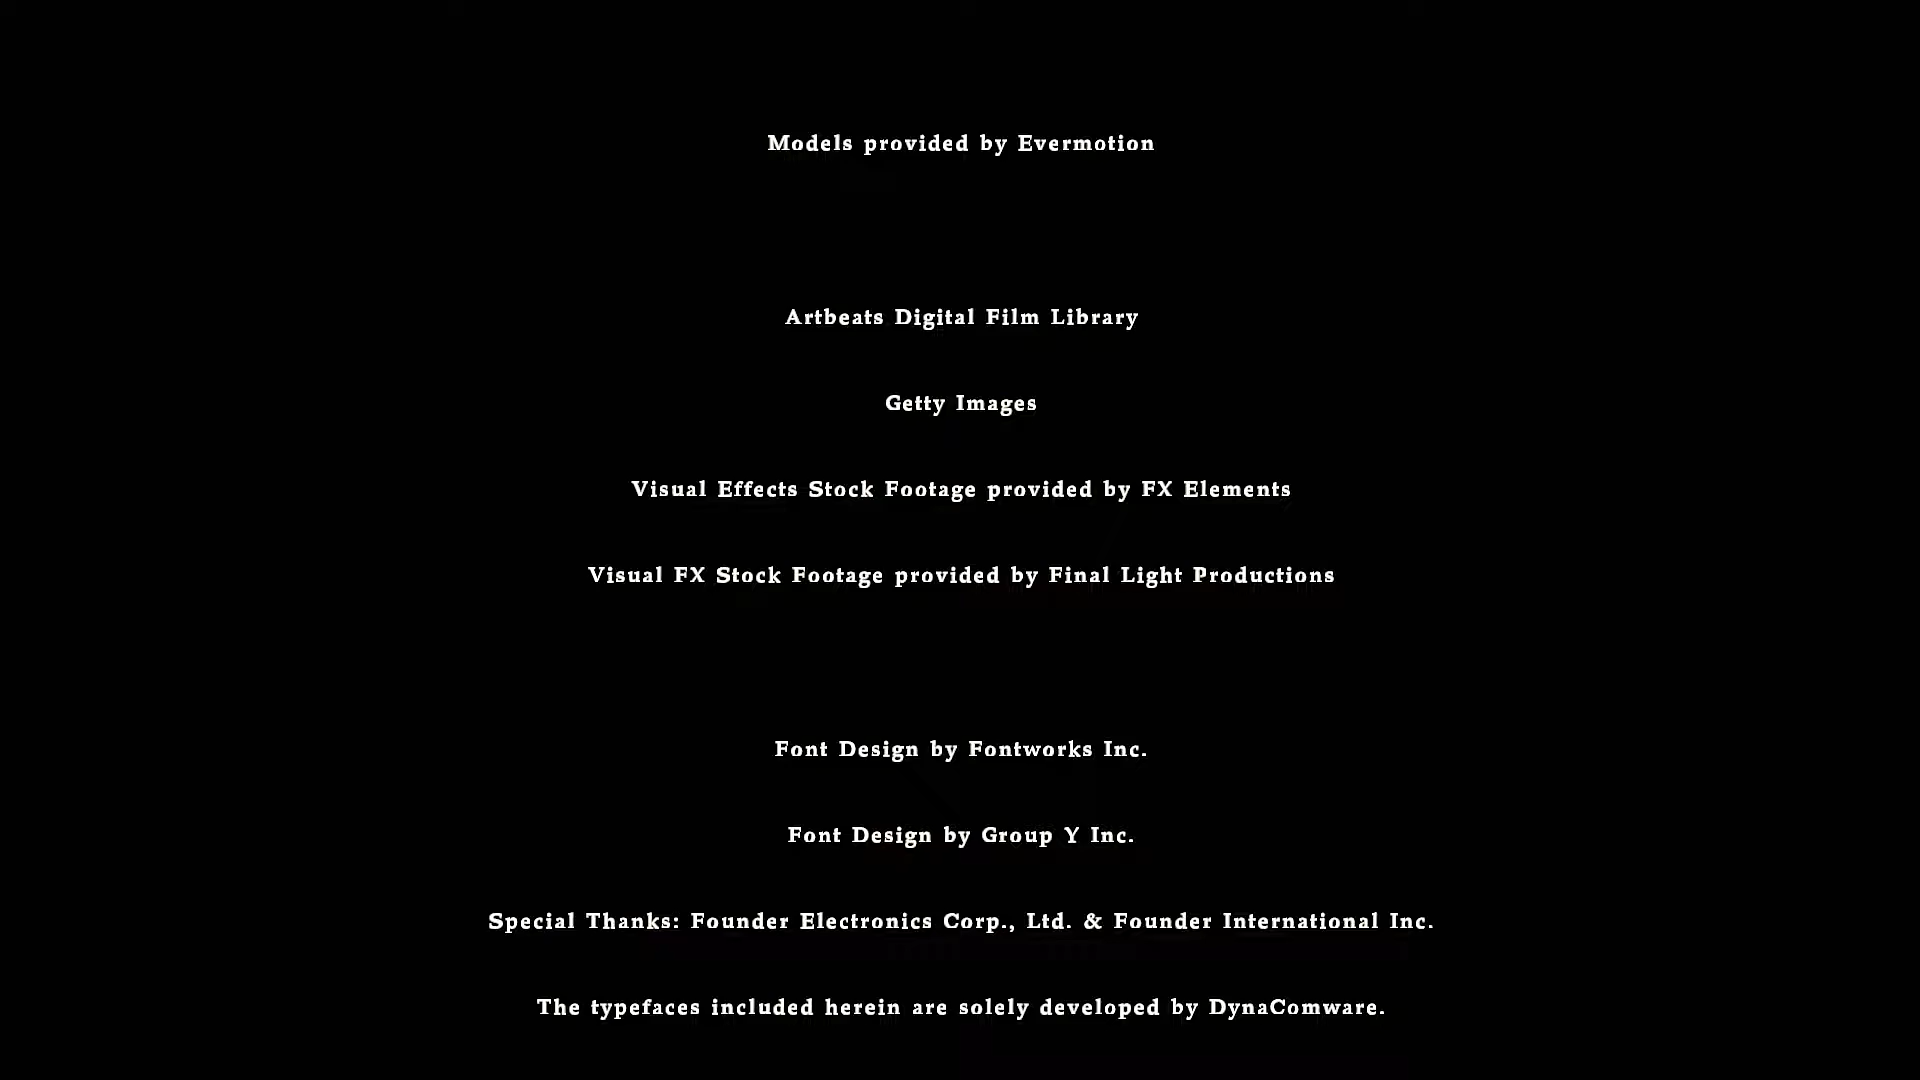 Models provided by Evermotion
Artbeats Digital Film Library
Getty Images
Visual Effects Stock Footage provided by FX Elements
Visual FX Stock Footage provided by Final Light Productions
Font Design by Fontworks Inc.
Font Design by Group Y Inc.
Special Thanks: Founder Electronics Corp., Ltd. & Founder International Inc.
The typefaces included herein are solely developed by DynaComware.